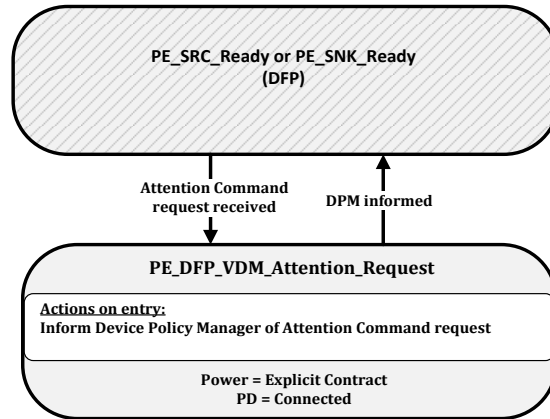 PE_SRC_Ready or PE_SNK_Ready
(DFP)
Attention Command
request received
DPM informed
PE_DFP_VDM_Attention_Request
Actions on entry:
Inform Device Policy Manager of Attention Command request
Power = Explicit Contract
PD = Connected